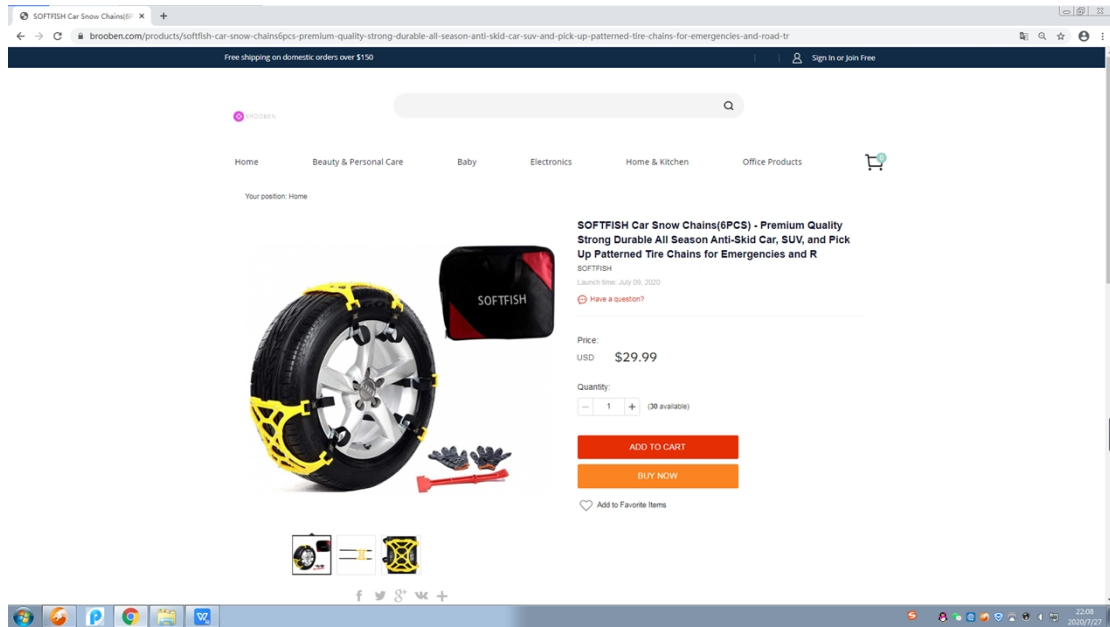 SOFTFISH Car Snow Chains(6P
brooben.com/products/softfish-car-snow-chains6pcs-premium-quality-strong-durable-all-season-anti-skid-car-suv-and-pick-up-patterned-tire-chains-for-emergencies-and-road-tr
Free shipping on domestic orders over $150
Sign In or Join Free
BROOBEN
Home Beauty & Personal Care Baby Electronics Home & Kitchen Office Products
0
Your position: Home
SOFTFISH Car Snow Chains(6PCS) - Premium Quality
Strong Durable All Season Anti-Skid Car, SUV, and Pick
Up Patterned Tire Chains for Emergencies and R
SOFTFISH
Launch time: July 09, 2020
Have a question?
SOFTFISH
Price:
USD $29.99
Quantity:
1 (30 available)
ADD TO CART
BUY NOW
Add to Favorite Items
22:08
2020/7/27